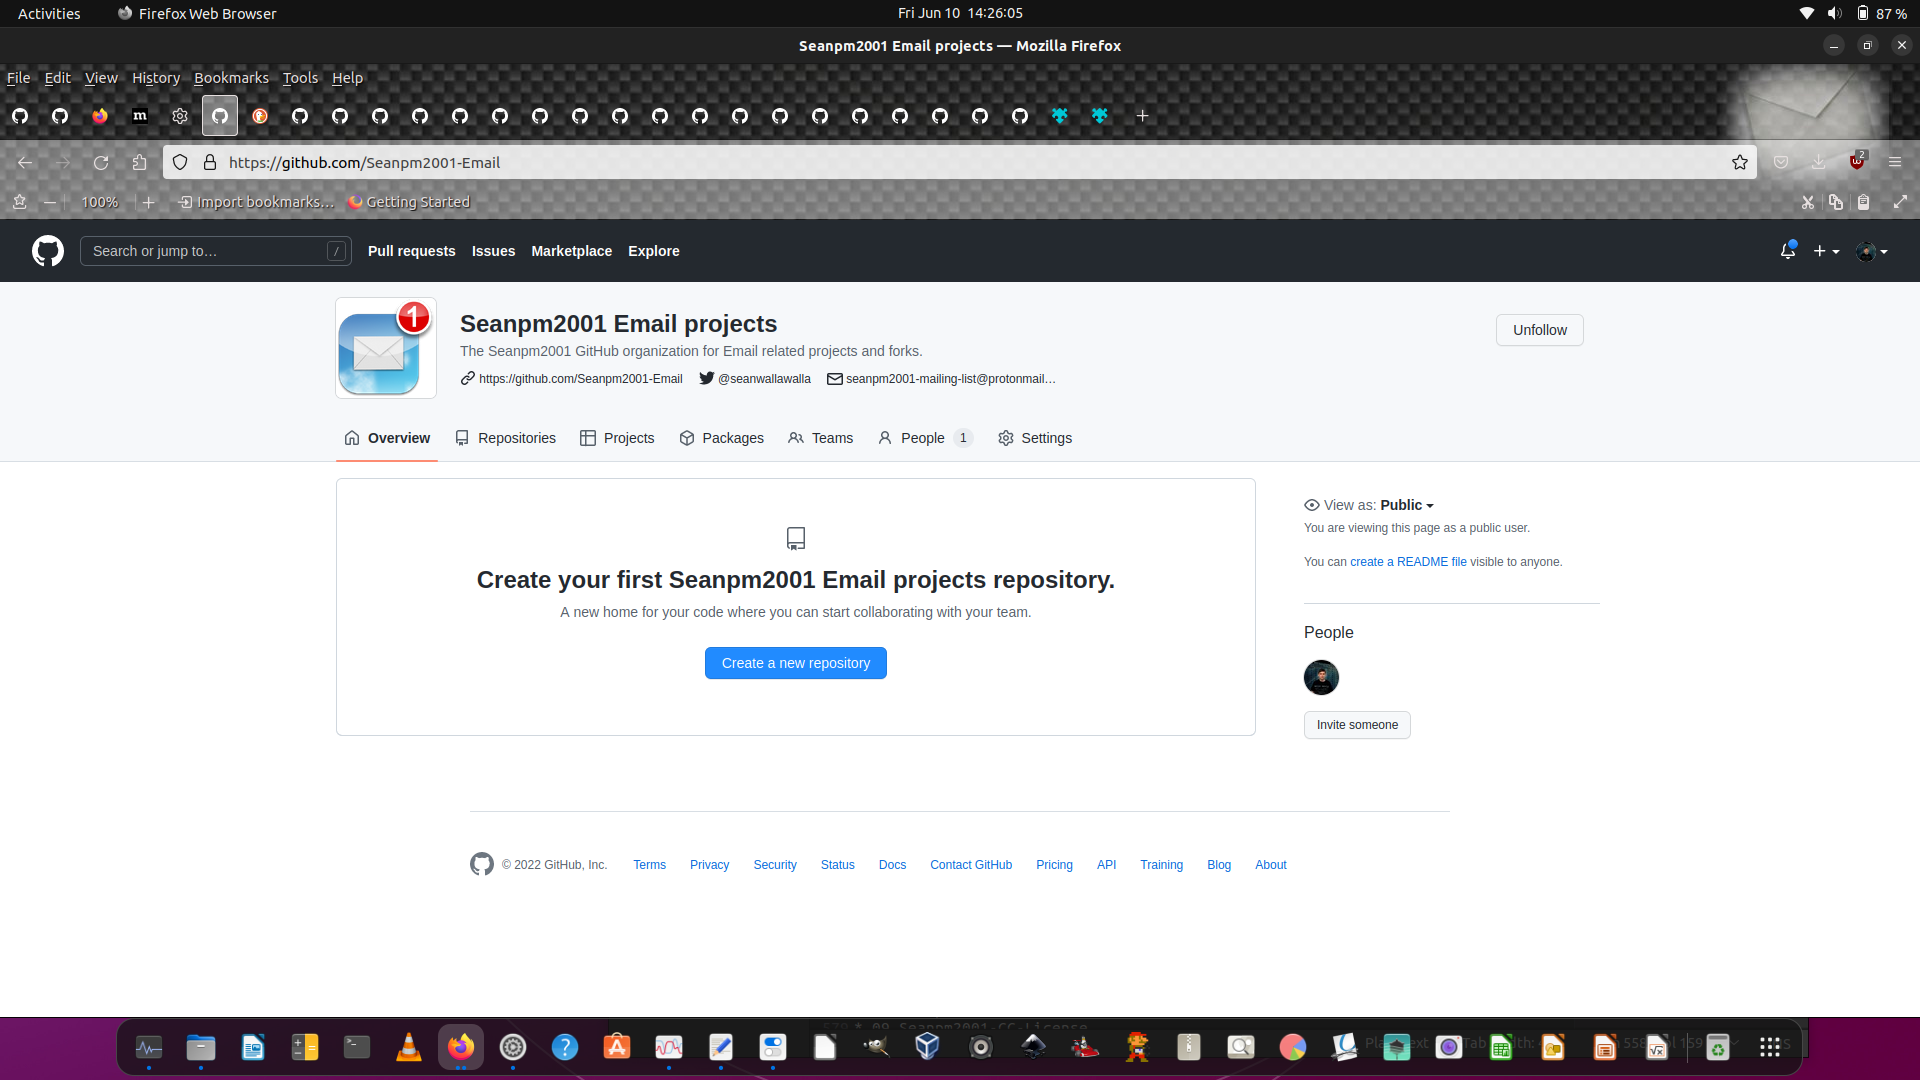 Activities Firefox Web Browser Fri Jun 10 14:26:05 87 %
Seanpm2001 Email projects — Mozilla Firefox
File Edit View History Bookmarks Tools Help
m
https://github.com/Seanpm2001-Email 2
100% Import bookmarks... Getting Started
Search or jump to... / Pull requests Issues Marketplace Explore
1
Seanpm2001 Email projects
Unfollow
The Seanpm2001 GitHub organization for Email related projects and forks.
https://github.com/Seanpm2001-Email @seanwallawalla seanpm2001-mailing-list@protonmail...
Overview Repositories Projects Packages Teams People 1 Settings
View as: Public
You are viewing this page as a public user.
You can create a README file visible to anyone.
Create your first Seanpm2001 Email projects repository.
A new home for your code where you can start collaborating with your team.
Create a new repository
People
Invite someone
© 2022 GitHub, Inc. Terms Privacy Security Status Docs Contact GitHub Pricing API Training Blog About